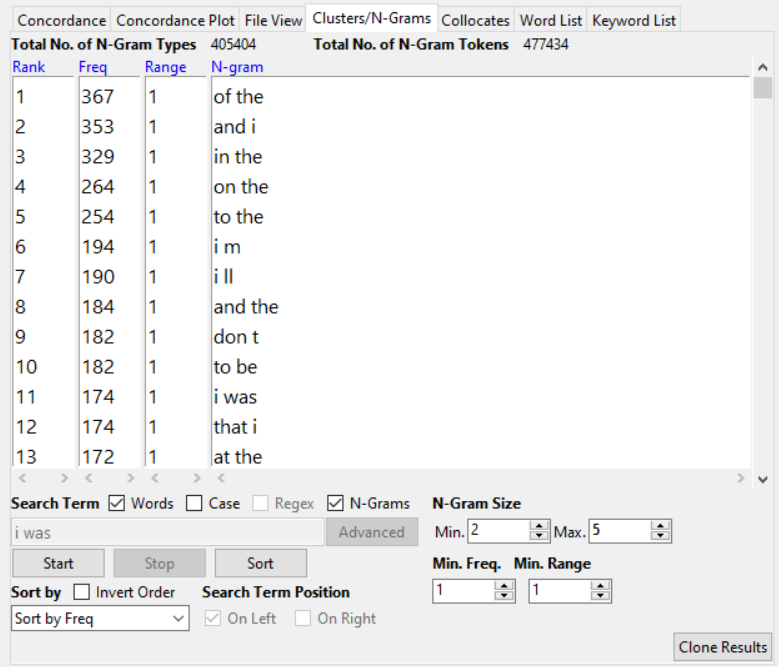 Concordance Concordance Plot File View Clusters/N-Grams Collocates Word List Keyword List
Total No. of N-Gram Types 405404 Total No. of N-Gram Tokens 477434
Rank Freq Range N-gram
1 367 1 of the
2 353 1 and i
3 329 1 in the
4 264 1 on the
5 254 1 to the
6 194 1 i m
7 190 1 i ll
8 184 1 and the
9 182 1 don t
10 182 1 to be
11 174 1 i was
12 174 1 that i
13 172 1 at the
Search Term Words Case Regex N-Grams N-Gram Size
i was Advanced Min. 2 Max. 5
Start Stop Sort Min. Freq. Min. Range
Sort by Invert Order Search Term Position 1 1
Sort by Freq On Left On Right
Clone Results